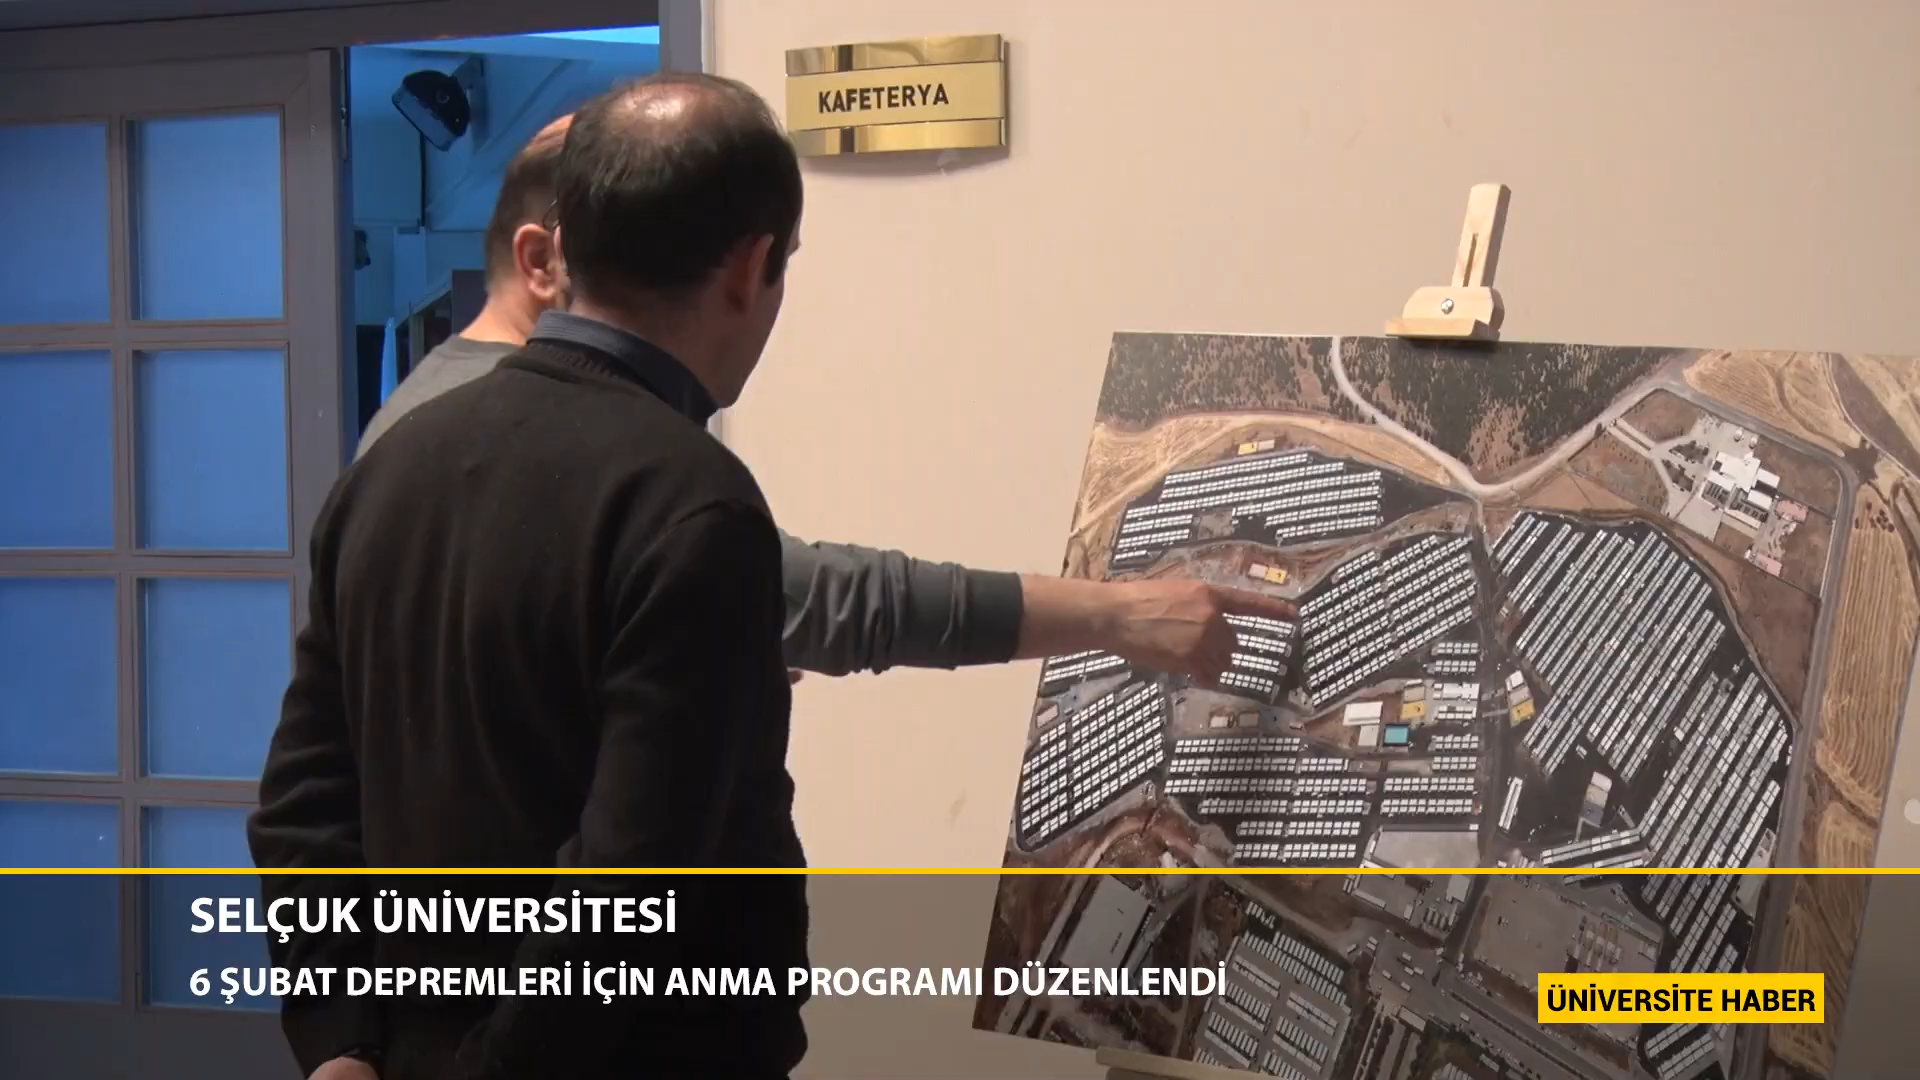 KAFETERYA
SELÇUK ÜNİVERSİTESİ
6 ŞUBAT DEPREMLERİ İÇİN ANMA PROGRAMI DÜZENLENDİ
ÜNİVERSİTE HABER